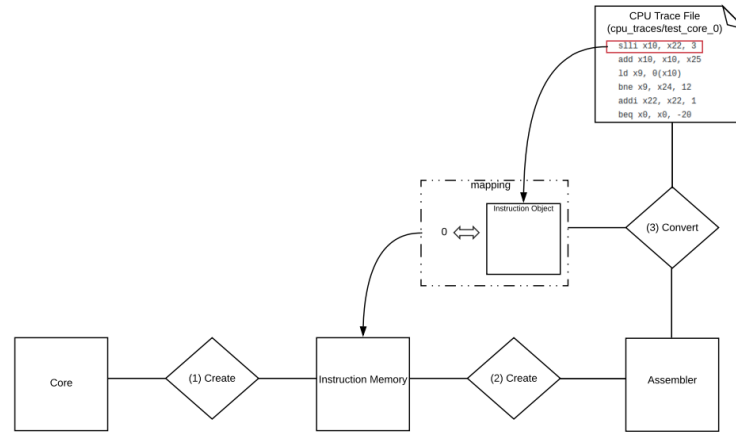 CPU Trace File
(cpu_traces/test_core_0)
slli x10, x22, 3
add x10, x10, x25
ld x9, 0(x10)
bne x9, x24, 12
addi x22, x22, 1
beq x0, x0, -20
mapping
Instruction Object
0
(3) Convert
Core
(1) Create
Instruction Memory
(2) Create
Assembler